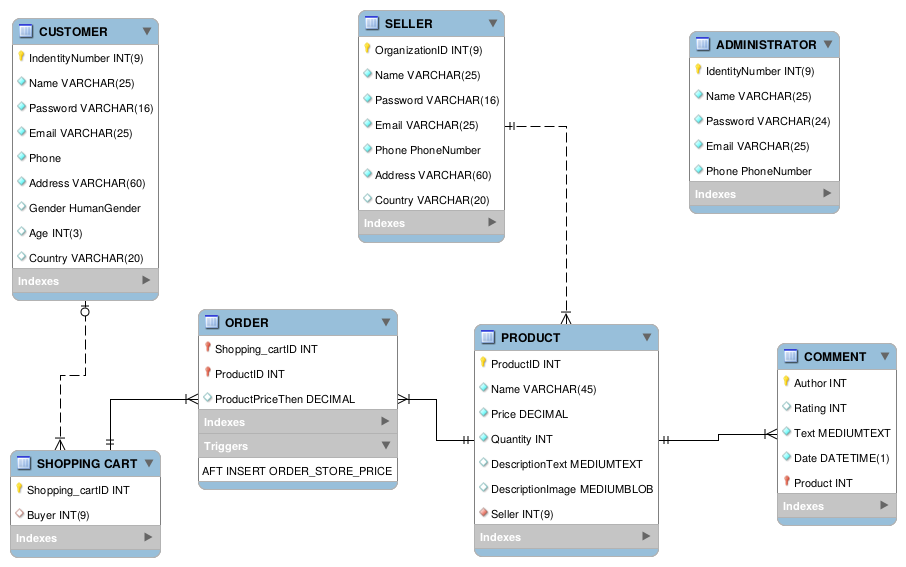 CUSTOMER
IndentityNumber INT(9)
Name VARCHAR(25)
Password VARCHAR(16)
Email VARCHAR(25)
Phone
Address VARCHAR(60)
Gender HumanGender
Age INT(3)
Country VARCHAR(20)
Indexes
SELLER
OrganizationID INT(9)
Name VARCHAR(25)
Password VARCHAR(16)
Email VARCHAR(25)
Phone PhoneNumber
Address VARCHAR(60)
Country VARCHAR(20)
Indexes
ADMINISTRATOR
IdentityNumber INT(9)
Name VARCHAR(25)
Password VARCHAR(24)
Email VARCHAR(25)
Phone PhoneNumber
Indexes
ORDER
Shopping_cartID INT
ProductID INT
ProductPriceThen DECIMAL
Indexes
Triggers
AFT INSERT ORDER_STORE_PRICE
PRODUCT
ProductID INT
Name VARCHAR(45)
Price DECIMAL
Quantity INT
DescriptionText MEDIUMTEXT
DescriptionImage MEDIUMBLOB
Seller INT(9)
Indexes
COMMENT
Author INT
Rating INT
Text MEDIUMTEXT
Date DATETIME(1)
Product INT
Indexes
SHOPPING CART
Shopping_cartID INT
Buyer INT(9)
Indexes